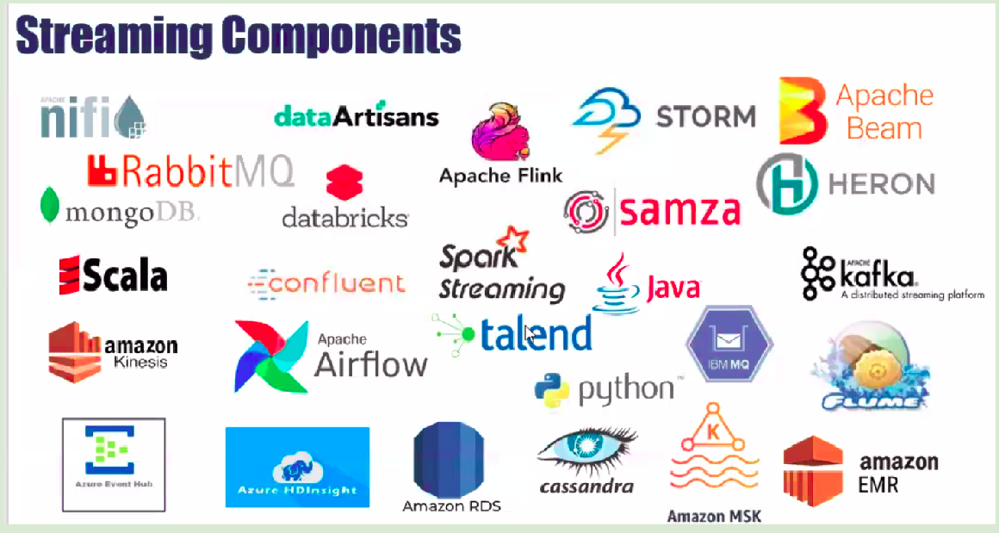 Streaming Components
APACHE
nifi
dataArtisans
Apache Flink
STORM
Apache
Beam
RabbitMQ
mongoDB.
databricks
samza
HERON
Scala
confluent
Spark
Streaming
Java
APACHE
kafka®
A distributed streaming platform
amazon
Kinesis
Apache
Airflow
talend
python™
IBM MQ
FLUME
Azure Event Hub
Azure HDInsight
Amazon RDS
cassandra
K
Amazon MSK
amazon
EMR